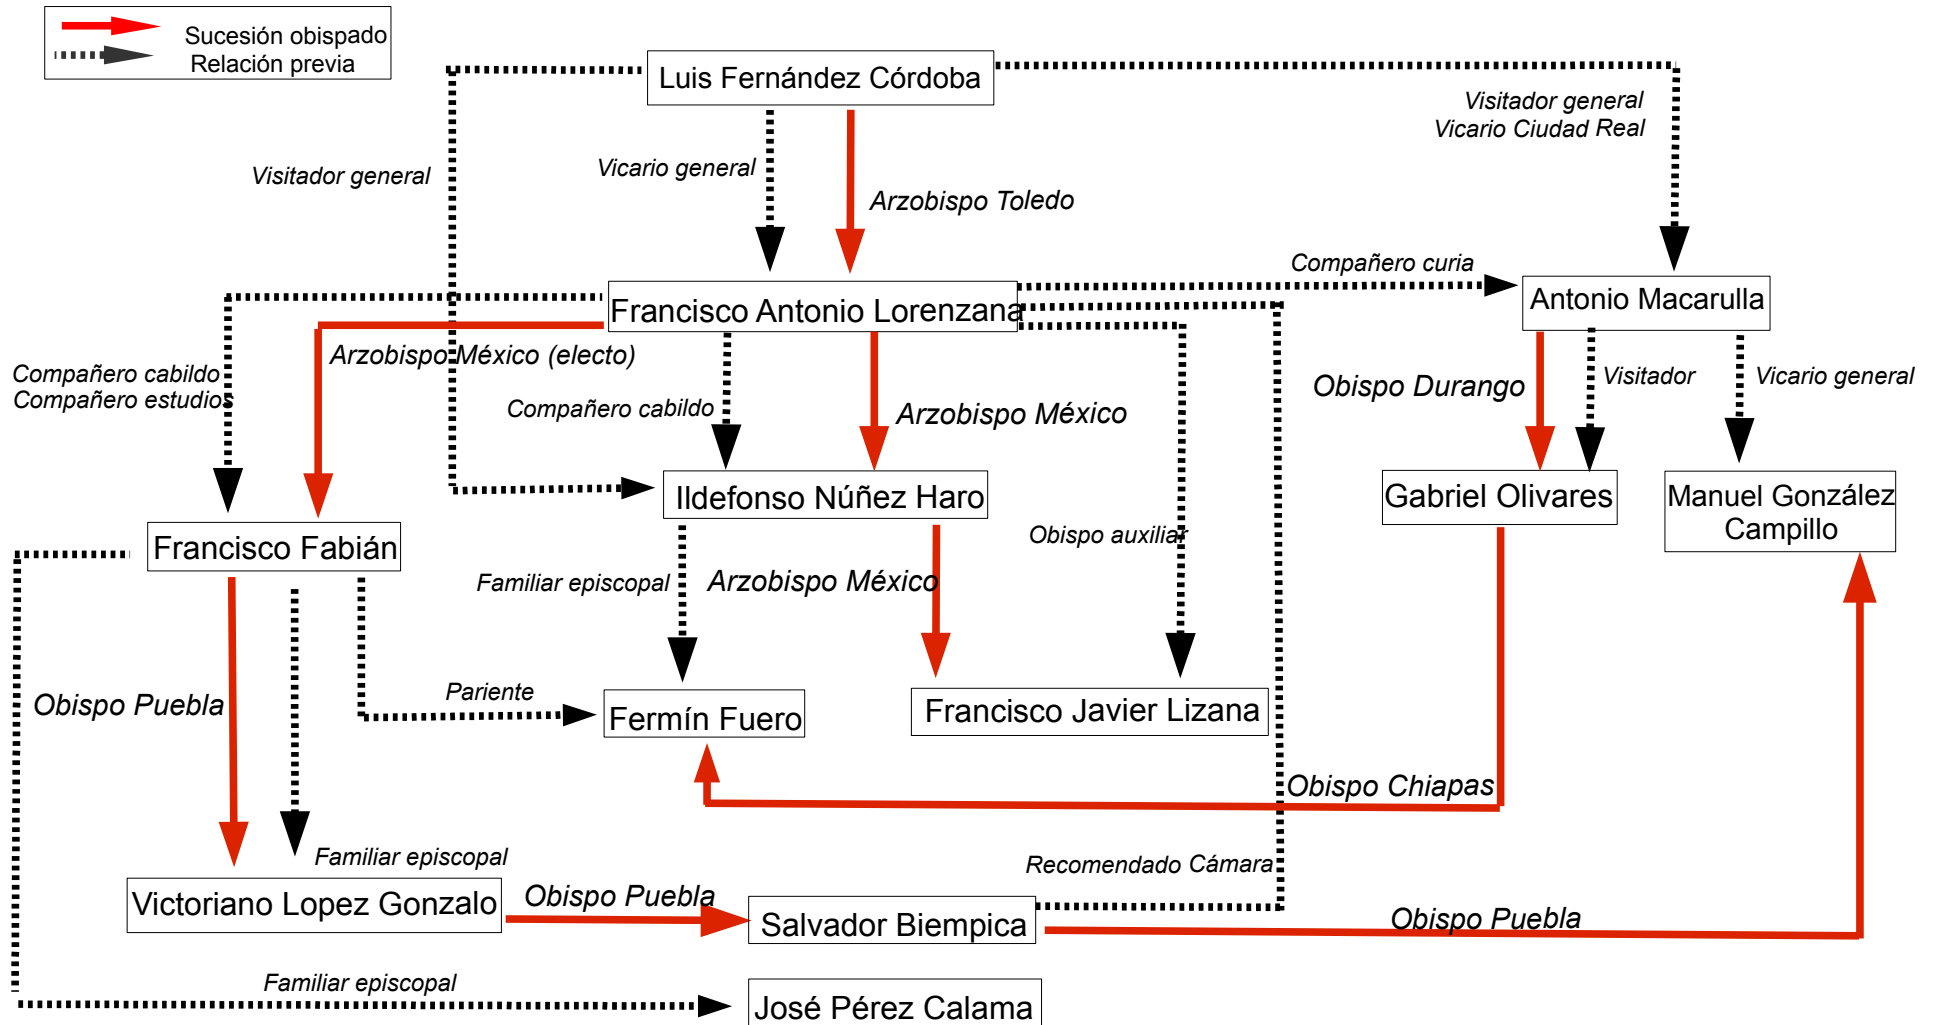 Sucesión obispado
Relación previa
Luis Fernández Córdoba
Visitador general
Vicario Ciudad Real
Visitador general
Vicario general
Arzobispo Toledo
Compañero curia
Francisco Antonio Lorenzana
Antonio Macarulla
Arzobispo México (electo)
Compañero cabildo
Compañero estudios
Compañero cabildo
Arzobispo México
Obispo Durango
Visitador
Vicario general
Ildefonso Núñez Haro
Gabriel Olivares
Manuel González
Campillo
Francisco Fabián
Obispo auxiliar
Familiar episcopal
Arzobispo México
Pariente
Obispo Puebla
Fermín Fuero
Francisco Javier Lizana
Obispo Chiapas
Familiar episcopal
Recomendado Cámara
Victoriano Lopez Gonzalo
Obispo Puebla
Salvador Biempica
Obispo Puebla
Familiar episcopal
José Pérez Calama